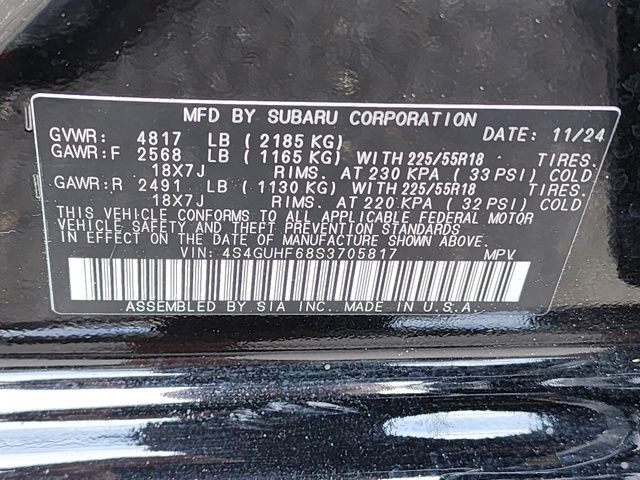 MFD BY SUBARU CORPORATION
GVWR: 4817 LB ( 2185 KG) DATE: 11/24
GAWR:F 2568 LB ( 1165 KG) WITH 225/55R18 TIRES.
18X7J RIMS. AT 230 KPA ( 33 PSI) COLD
GAWR:R 2491 LB ( 1130 KG) WITH 225/55R18 TIRES.
18X7J RIMS. AT 220 KPA ( 32 PSI) COLD
THIS VEHICLE CONFORMS TO ALL APPLICABLE FEDERAL MOTOR
VEHICLE SAFETY AND THEFT PREVENTION STANDARDS
IN EFFECT ON THE DATE OF MANUFACTURE SHOWN ABOVE.
VIN: 4S4GUHF68S3705817 MPV
ASSEMBLED BY SIA INC. MADE IN U.S.A.